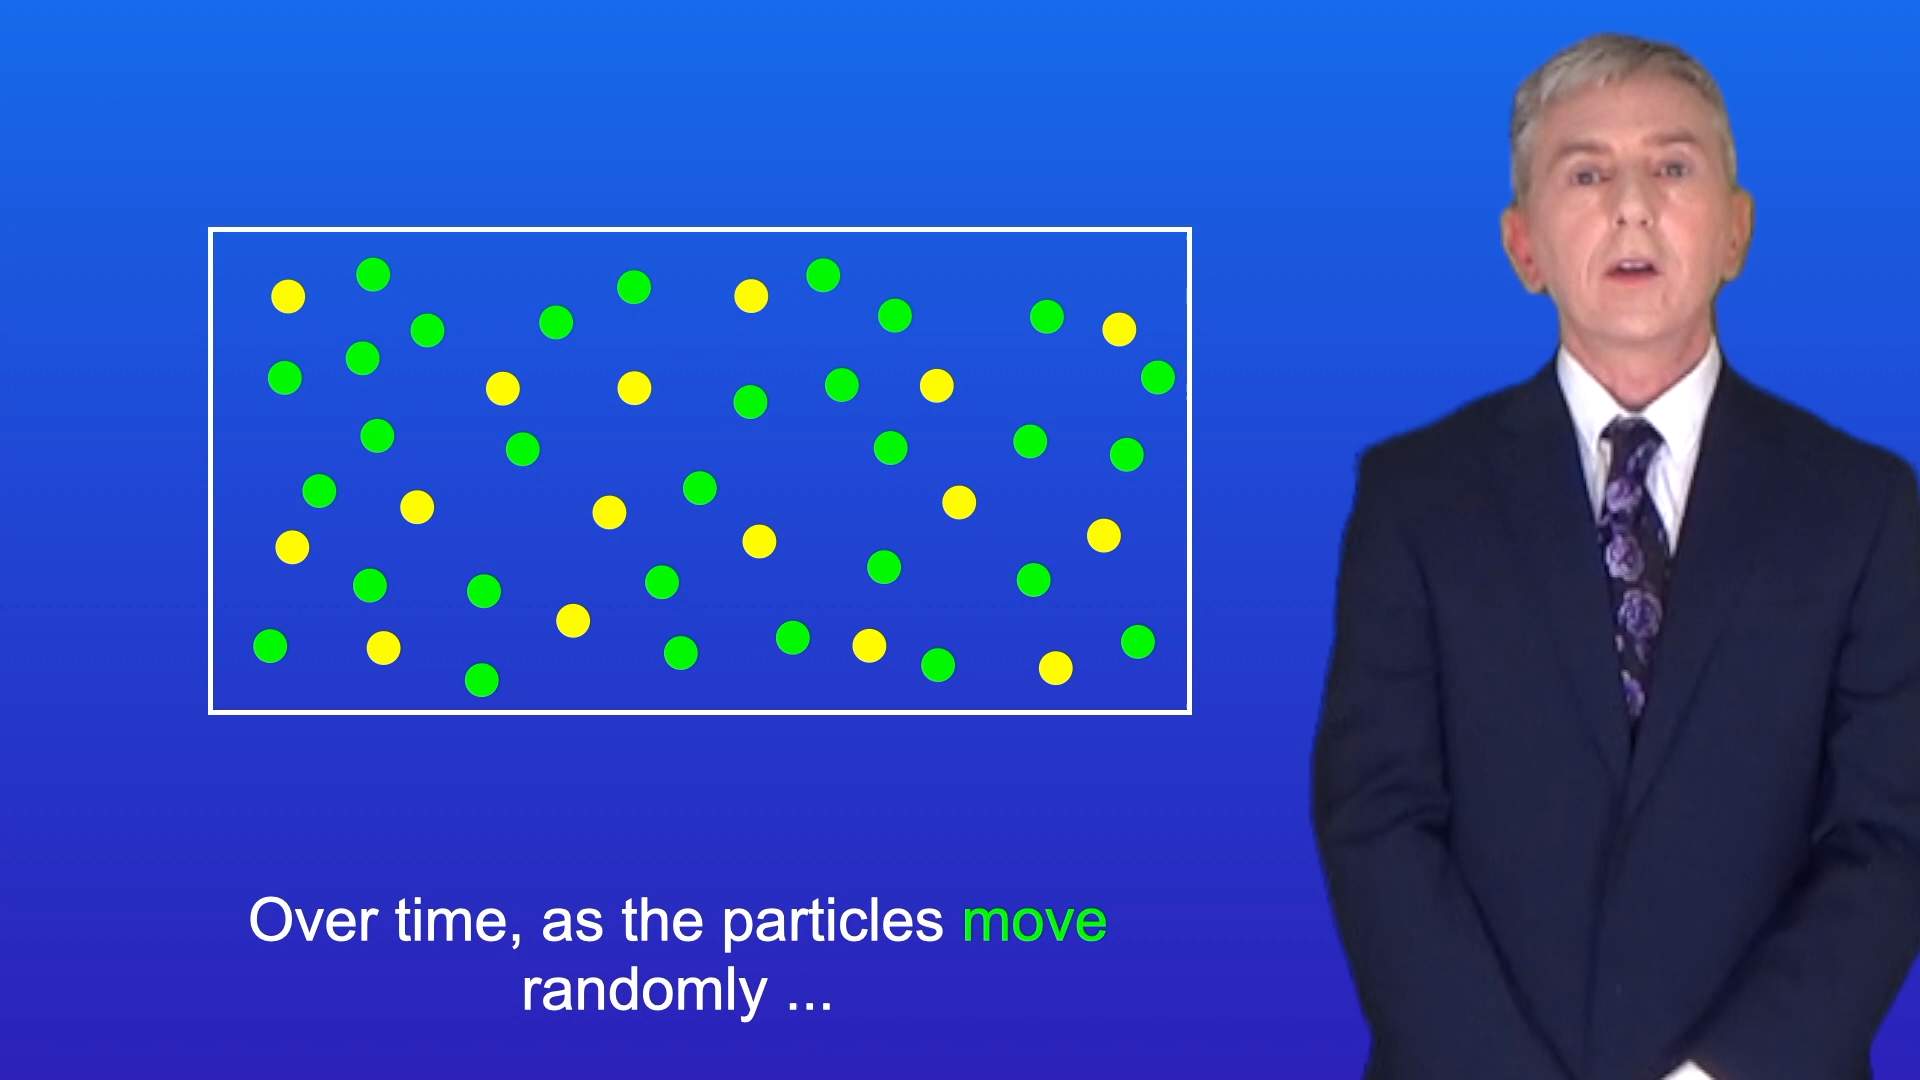 Over time, as the particles move
randomly ...